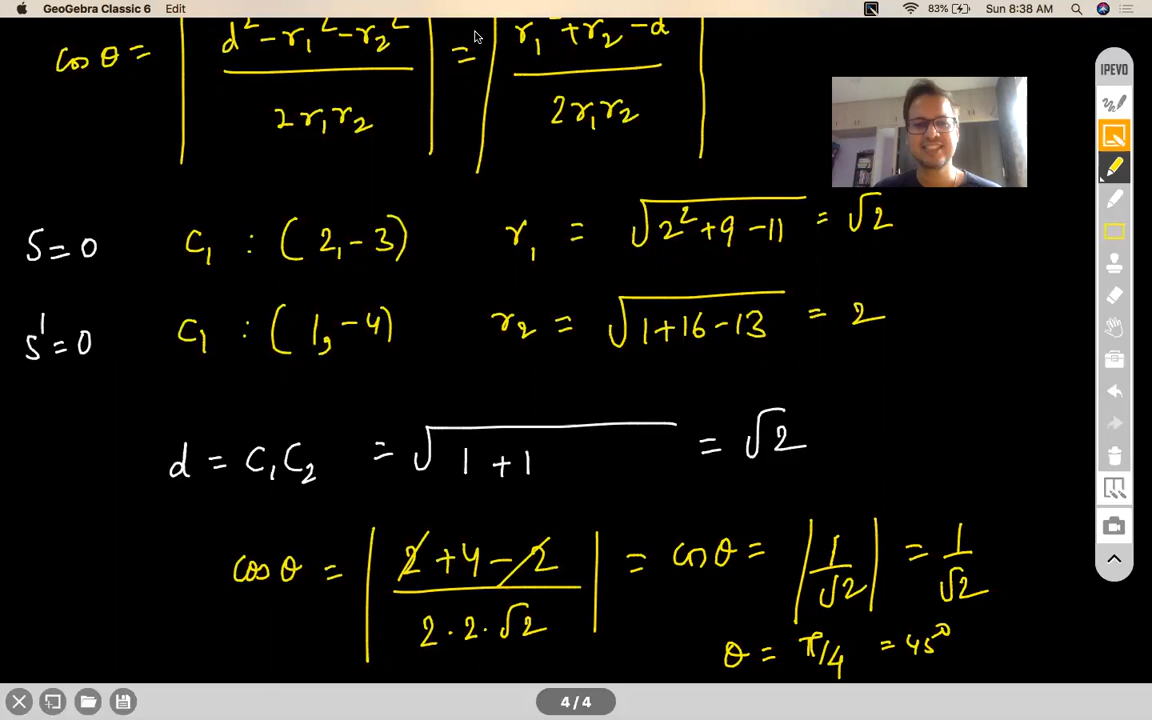 GeoGebra Classic 6 Edit 83% Sun 8:38 AM
cos θ = | d² - r₁² - r₂² / 2r₁r₂ | = | r₁² + r₂² - d / 2r₁r₂ |
IPEVO
S = 0 C₁ : (2, -3) r₁ = √(2² + 9 - 11) = √2
S' = 0 C₁ : (1, -4) r₂ = √(1 + 16 - 13) = 2
d = C₁C₂ = √(1 + 1) = √2
cos θ = | 2 + 4 - 2 / 2 · 2 · √2 | = cos θ = | 1/√2 | = 1/√2
θ = π/4 = 45°
4 / 4